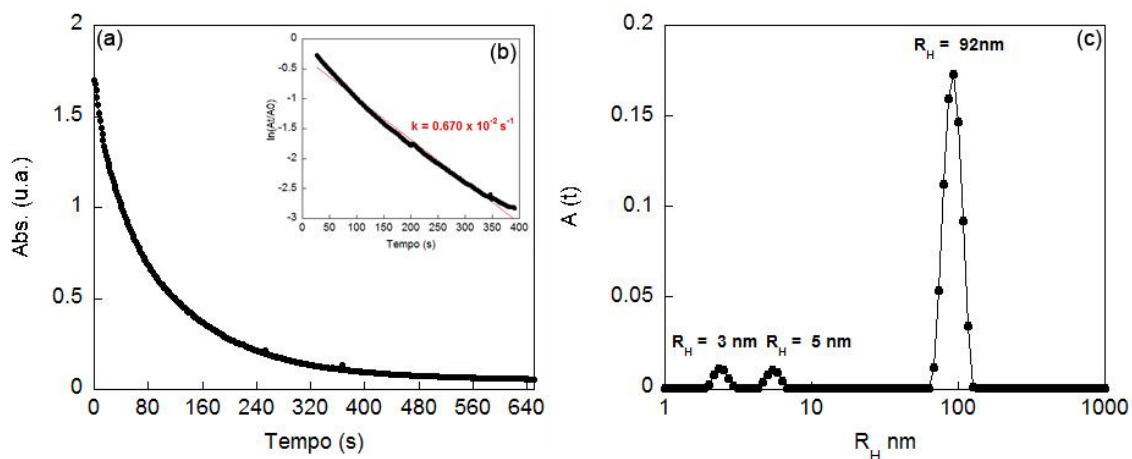 (a)
2
1.5
1
0.5
0
Abs. (u.a.)
0 80 160 240 320 400 480 560 640
Tempo (s)
(b)
0
-0.5
-1
-1.5
-2
-2.5
-3
ln(At/A0)
k = 0.670 x 10⁻² s⁻¹
0 50 100 150 200 250 300 350 400
Tempo (s)
(c)
0.2
0.15
0.1
0.05
0
A (t)
R_H = 92nm
R_H = 3 nm R_H = 5 nm
1 10 100 1000
R_H nm